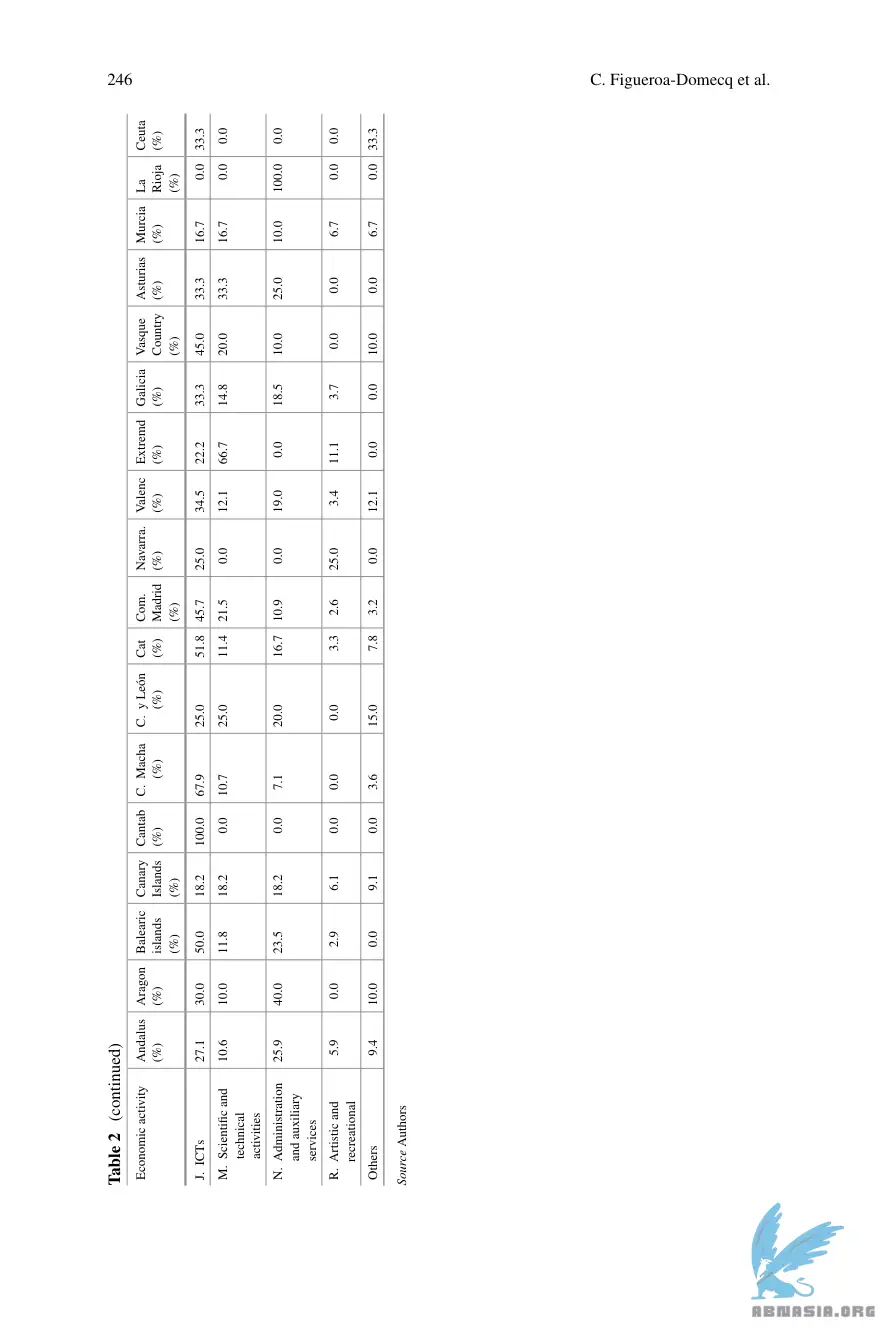 246 C. Figueroa-Domecq et al.
Table 2 (continued)
Economic activity Andalus (%) Aragon (%) Balearic islands (%) Canary Islands (%) Cantab (%) C. Macha (%) C. y León (%) Cat (%) Com. Madrid (%) Navarra. (%) Valenc (%) Extremd (%) Galicia (%) Vasque Country (%) Asturias (%) Murcia (%) La Rioja (%) Ceuta (%)
J. ICTs 27.1 30.0 50.0 18.2 100.0 67.9 25.0 51.8 45.7 25.0 34.5 22.2 33.3 45.0 33.3 16.7 0.0 33.3
M. Scientific and technical activities 10.6 10.0 11.8 18.2 0.0 10.7 25.0 11.4 21.5 0.0 12.1 66.7 14.8 20.0 33.3 16.7 0.0 0.0
N. Administration and auxiliary services 25.9 40.0 23.5 18.2 0.0 7.1 20.0 16.7 10.9 0.0 19.0 0.0 18.5 10.0 25.0 10.0 100.0 0.0
R. Artistic and recreational 5.9 0.0 2.9 6.1 0.0 0.0 0.0 3.3 2.6 25.0 3.4 11.1 3.7 0.0 0.0 6.7 0.0 0.0
Others 9.4 10.0 0.0 9.1 0.0 3.6 15.0 7.8 3.2 0.0 12.1 0.0 0.0 10.0 0.0 6.7 0.0 33.3
Source Authors
ABNASIA.ORG